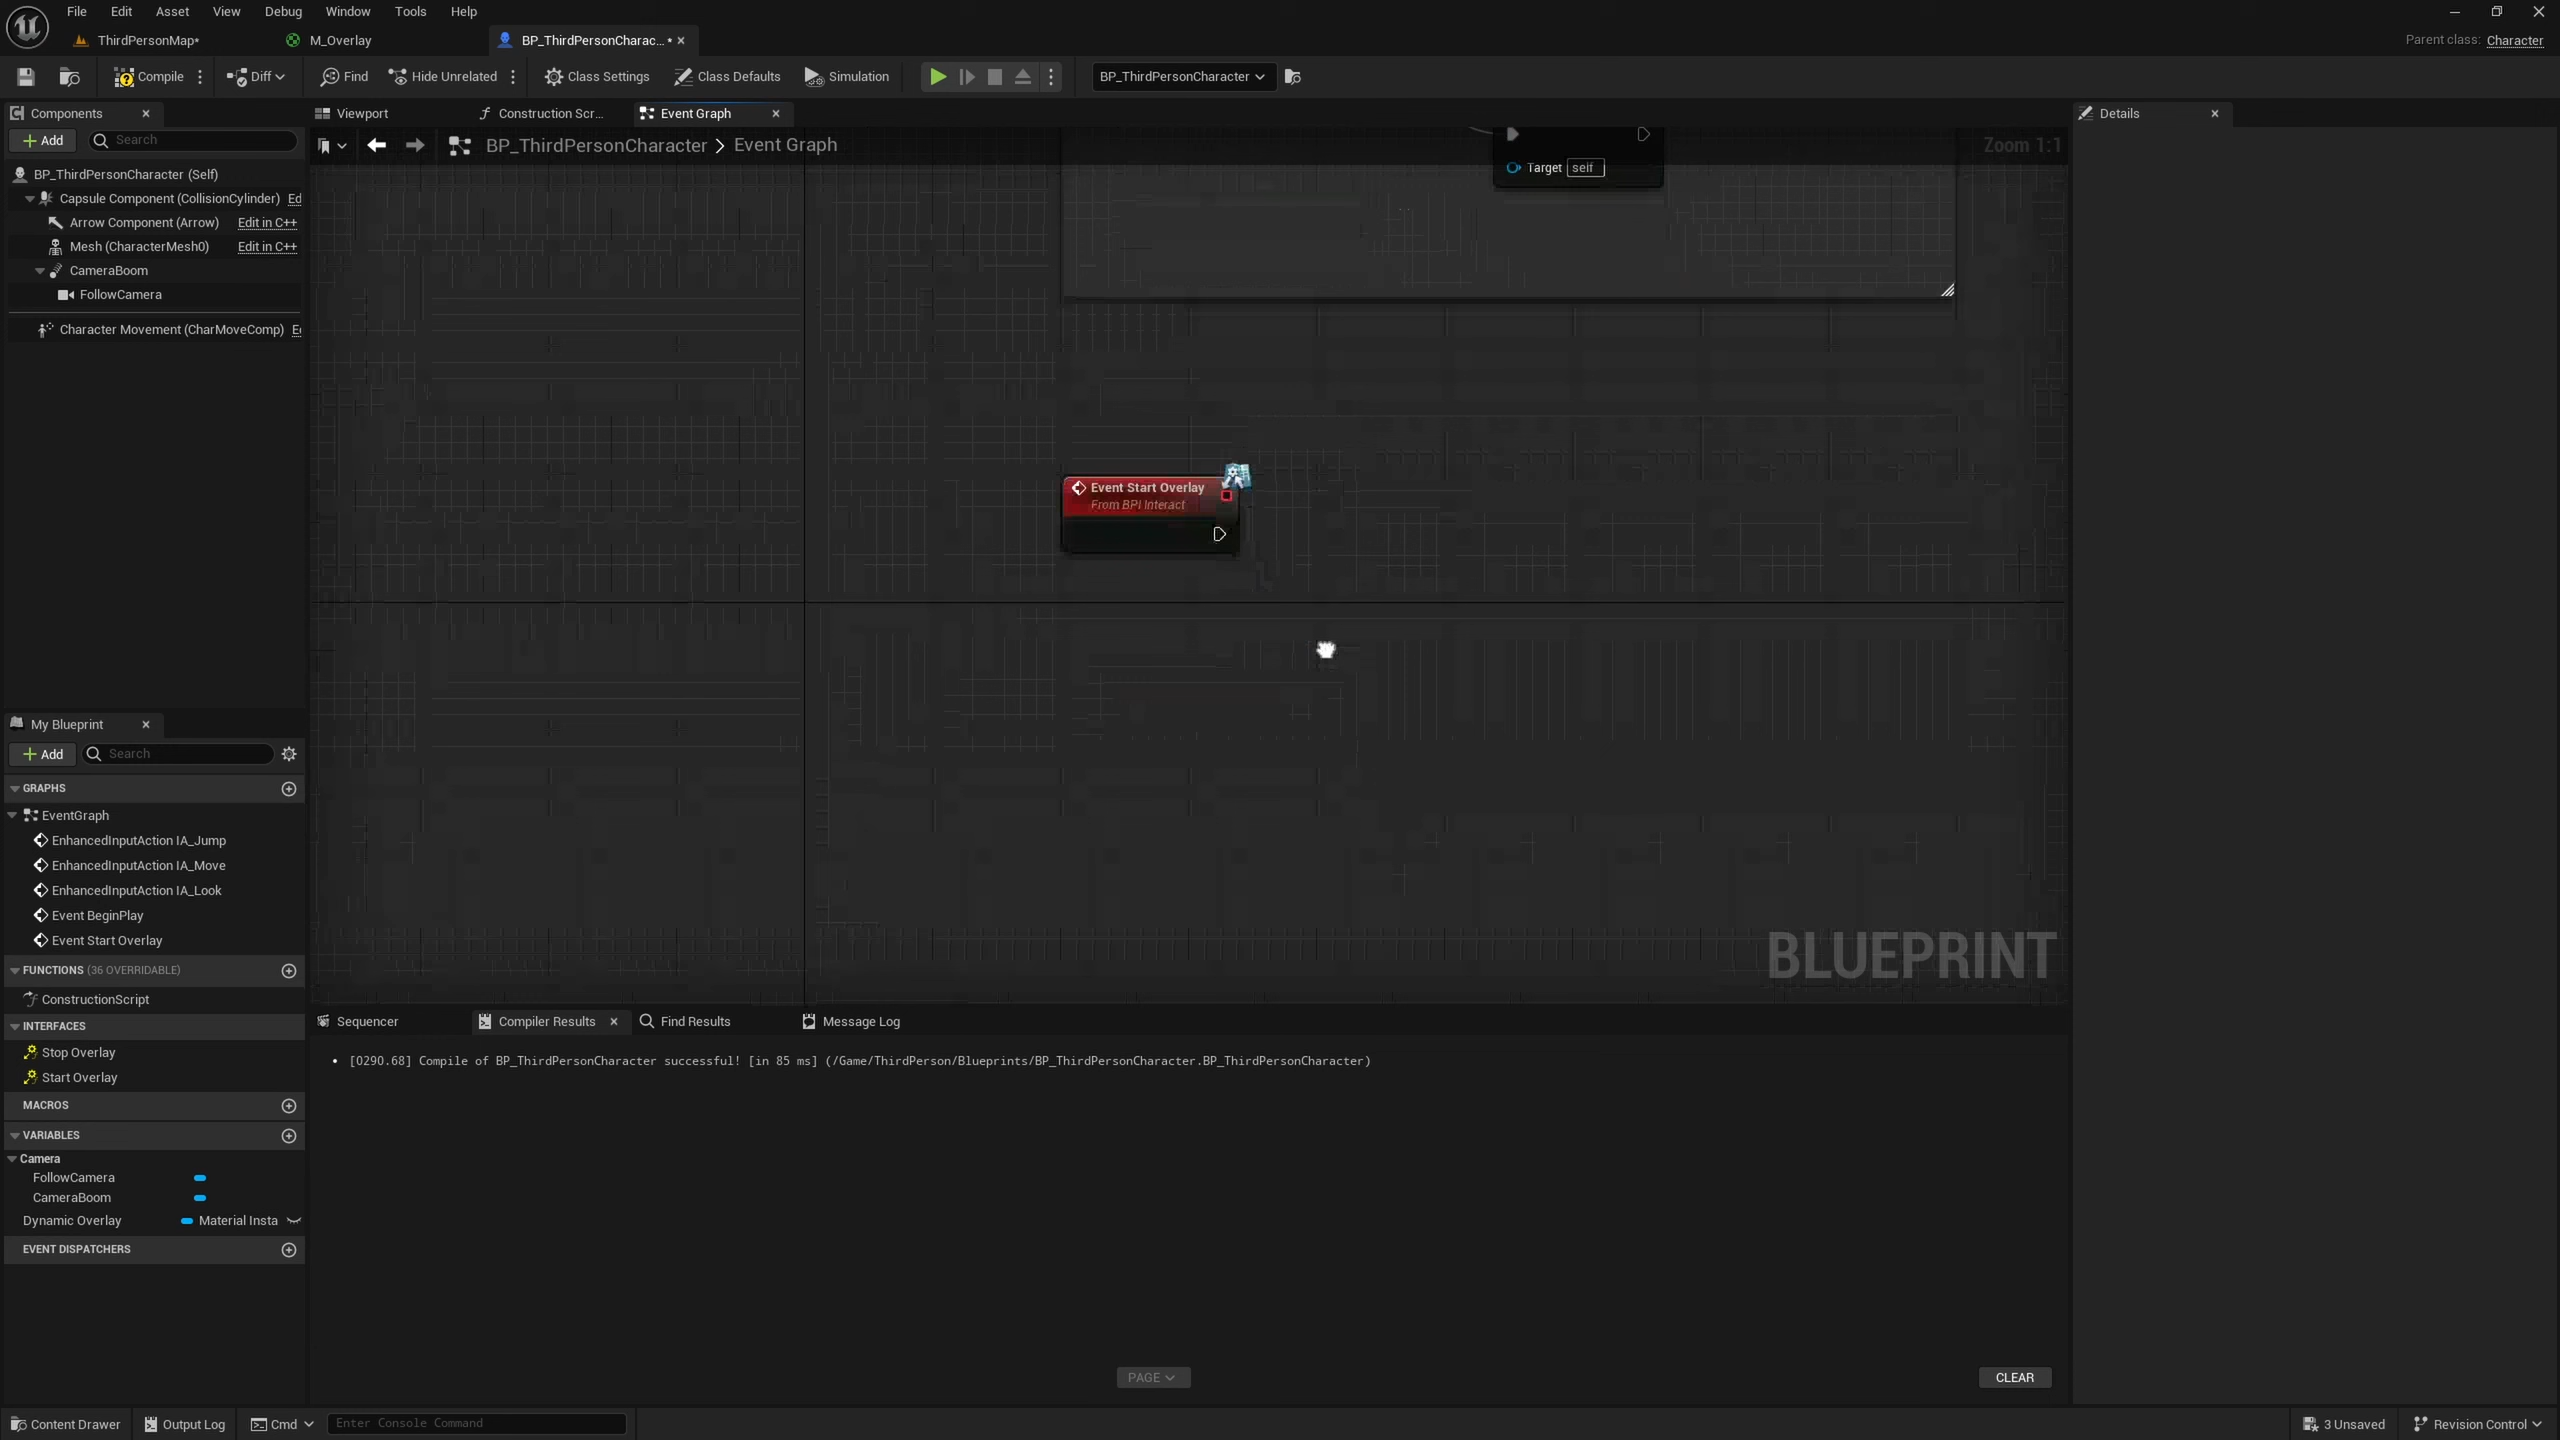 File Edit Asset View Debug Window Tools Help
ThirdPersonMap* M_Overlay BP_ThirdPersonCharac... • Parent class: Character
Compile Diff Find Hide Unrelated Class Settings Class Defaults Simulation BP_ThirdPersonCharacter
Components Viewport Construction Scr... Event Graph Details
Add Search
BP_ThirdPersonCharacter > Event Graph Zoom 1:1
BP_ThirdPersonCharacter (Self)
Capsule Component (CollisionCylinder) Ed
Arrow Component (Arrow) Edit in C++
Mesh (CharacterMesh0) Edit in C++
CameraBoom
FollowCamera
Character Movement (CharMoveComp)
Target self
Event Start Overlay
From BPI Interact
BLUEPRINT
My Blueprint
Add Search
GRAPHS
EventGraph
EnhancedInputAction IA_Jump
EnhancedInputAction IA_Move
EnhancedInputAction IA_Look
Event BeginPlay
Event Start Overlay
FUNCTIONS (36 OVERRIDABLE)
ConstructionScript
INTERFACES
Stop Overlay
Start Overlay
MACROS
VARIABLES
Camera
FollowCamera
CameraBoom
Dynamic Overlay Material Insta
EVENT DISPATCHERS
Sequencer Compiler Results Find Results Message Log
• [0290.68] Compile of BP_ThirdPersonCharacter successful! [in 85 ms] (/Game/ThirdPerson/Blueprints/BP_ThirdPersonCharacter.BP_ThirdPersonCharacter)
PAGE CLEAR
Content Drawer Output Log Cmd Enter Console Command 3 Unsaved Revision Control